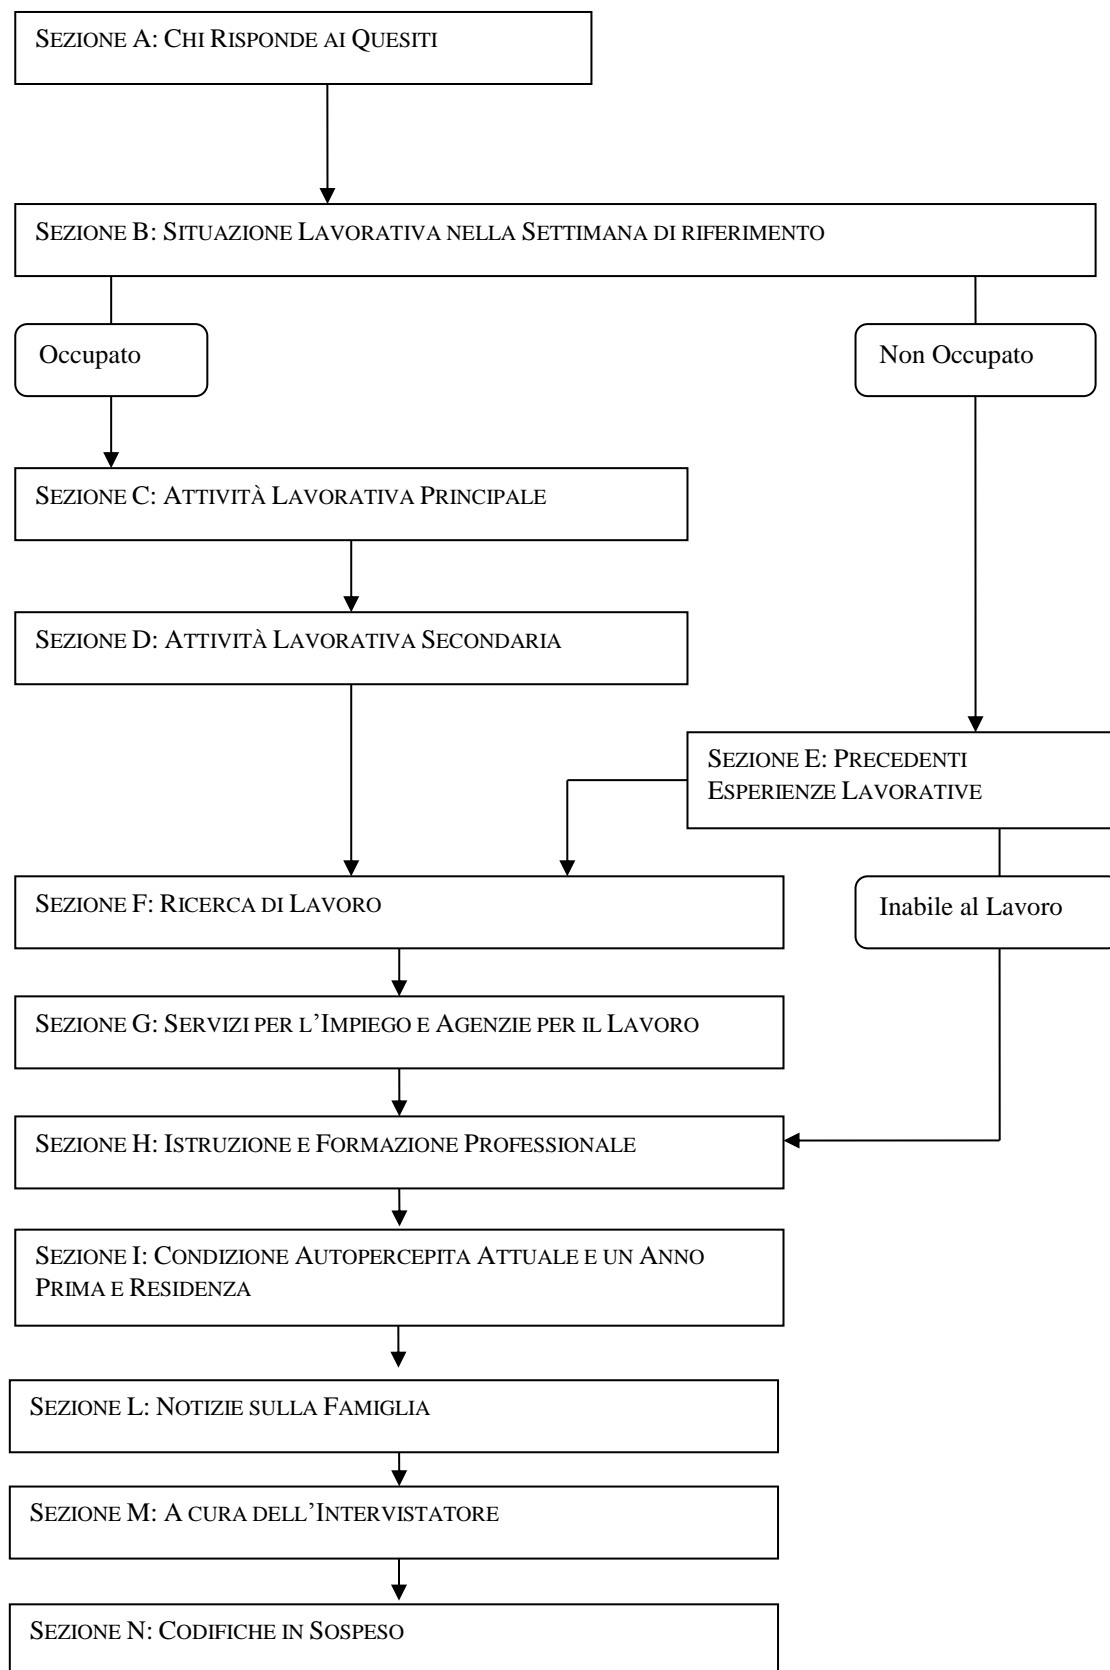 SEZIONE A: CHI RISPONDE AI QUESITI
SEZIONE B: SITUAZIONE LAVORATIVA NELLA SETTIMANA DI RIFERIMENTO
Occupato
Non Occupato
SEZIONE C: ATTIVITÀ LAVORATIVA PRINCIPALE
SEZIONE D: ATTIVITÀ LAVORATIVA SECONDARIA
SEZIONE E: PRECEDENTI
ESPERIENZE LAVORATIVE
SEZIONE F: RICERCA DI LAVORO
Inabile al Lavoro
SEZIONE G: SERVIZI PER L'IMPIEGO E AGENZIE PER IL LAVORO
SEZIONE H: ISTRUZIONE E FORMAZIONE PROFESSIONALE
SEZIONE I: CONDIZIONE AUTOPERCEPITA ATTUALE E UN ANNO
PRIMA E RESIDENZA
SEZIONE L: NOTIZIE SULLA FAMIGLIA
SEZIONE M: A CURA DELL'INTERVISTATORE
SEZIONE N: CODIFICHE IN SOSPESO